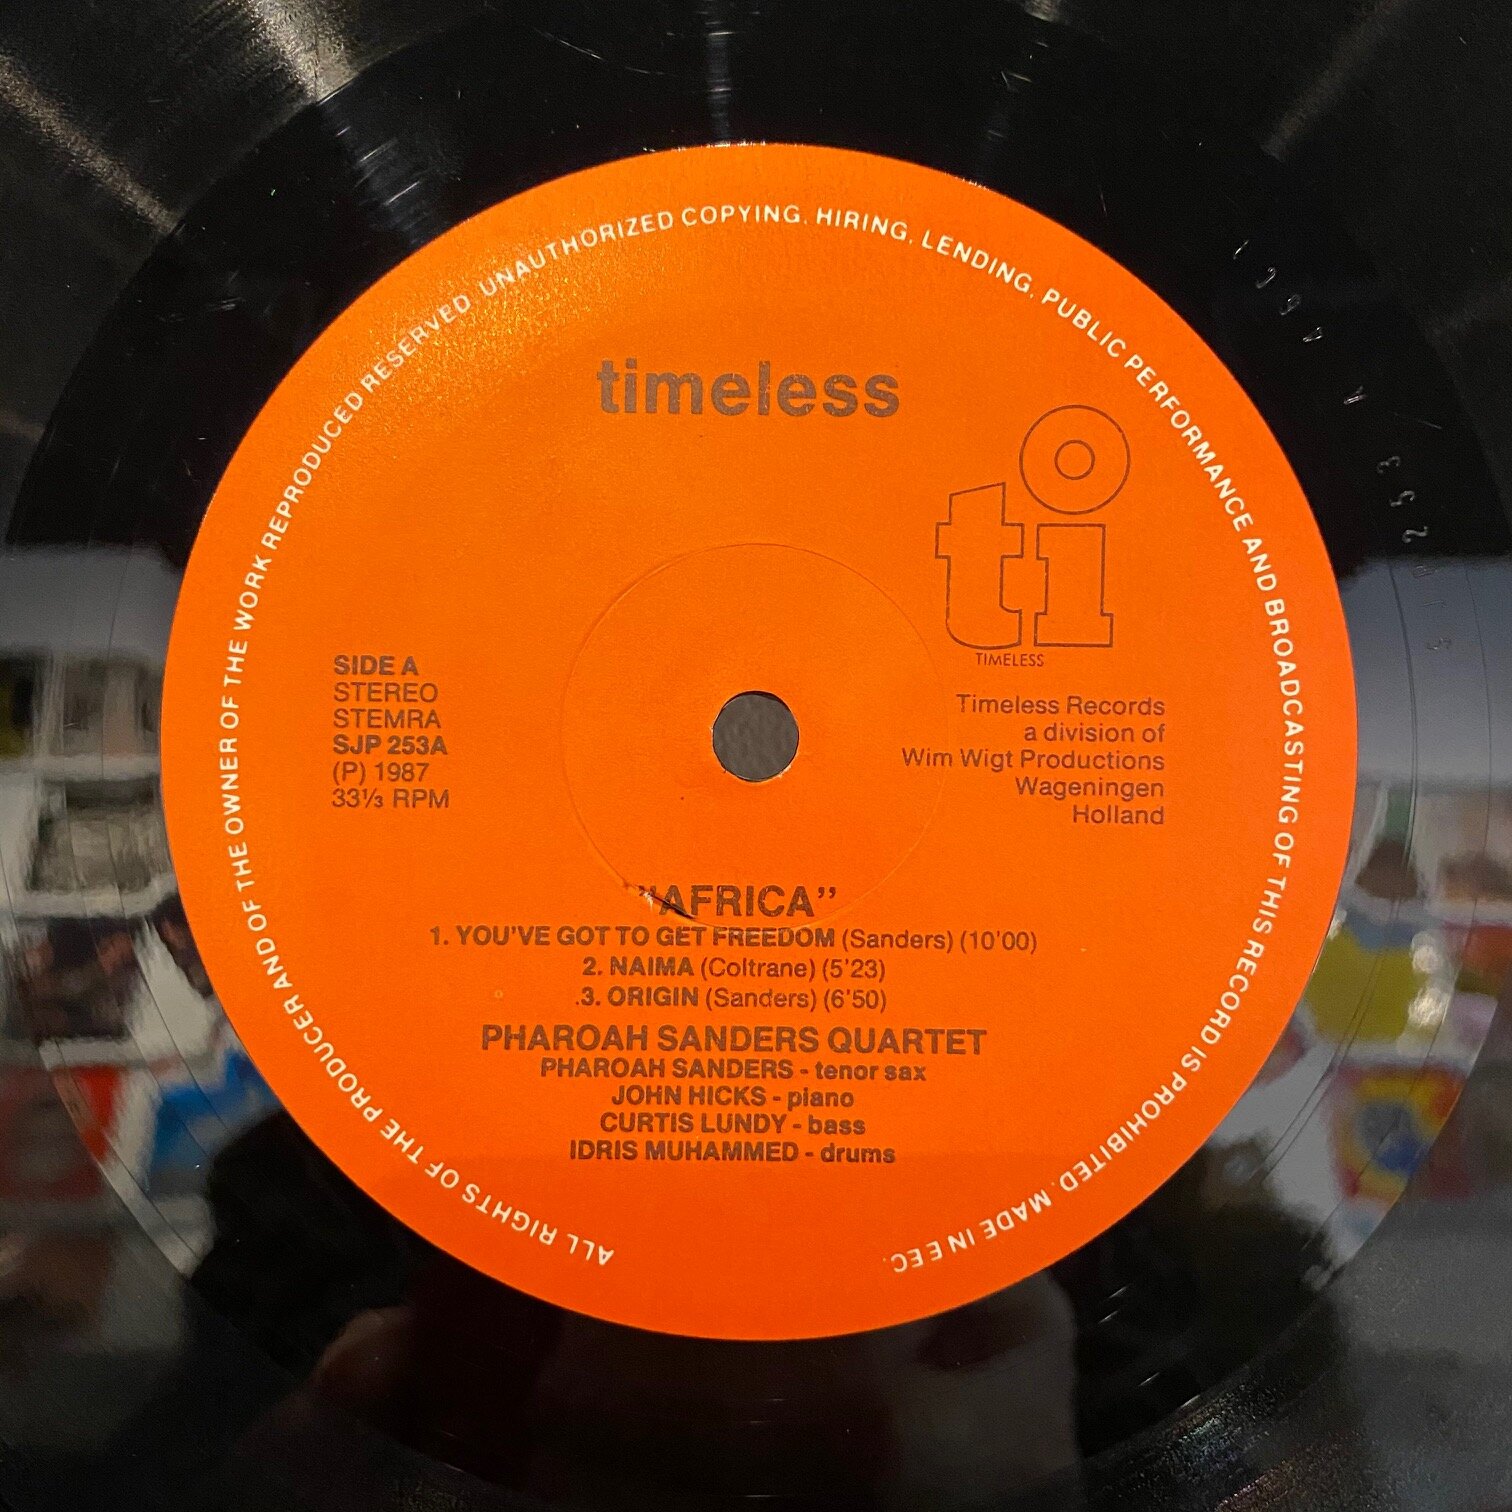 ALL RIGHTS OF THE PRODUCER AND OF THE OWNER OF THE WORK REPRODUCED RESERVED. UNAUTHORIZED COPYING, HIRING, LENDING, PUBLIC PERFORMANCE AND BROADCASTING OF THIS RECORD IS PROHIBITED. MADE IN EEC.
timeless
ti
TIMELESS
SIDE A
STEREO
STEMRA
SJP 253A
(P) 1987
33⅓ RPM
Timeless Records
a division of
Wim Wigt Productions
Wageningen
Holland
"AFRICA"
1. YOU'VE GOT TO GET FREEDOM (Sanders) (10'00)
2. NAIMA (Coltrane) (5'23)
.3. ORIGIN (Sanders) (6'50)
PHAROAH SANDERS QUARTET
PHAROAH SANDERS - tenor sax
JOHN HICKS - piano
CURTIS LUNDY - bass
IDRIS MUHAMMED - drums